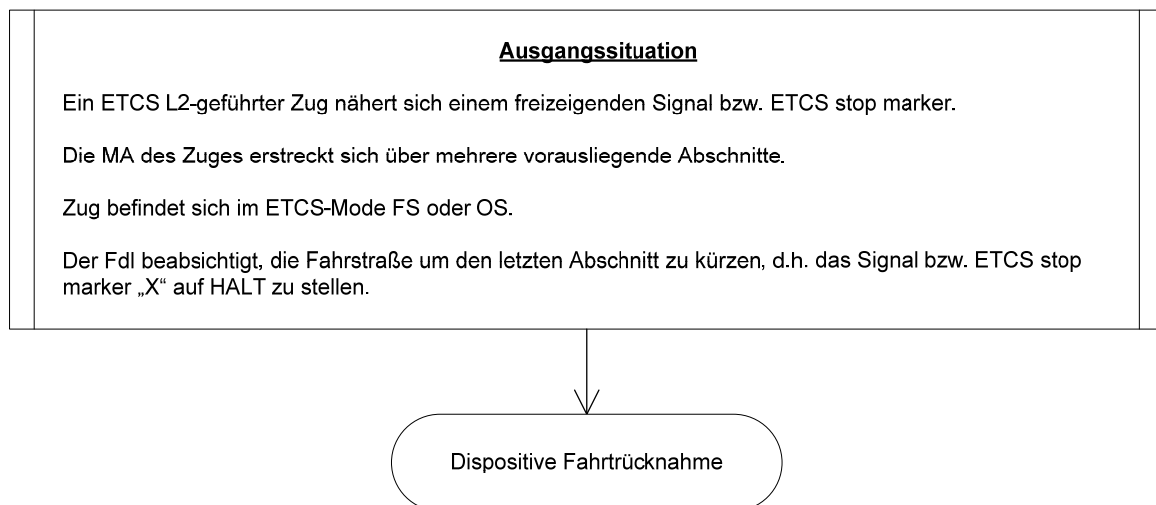 Ausgangssituation
Ein ETCS L2-geführter Zug nähert sich einem freizeigenden Signal bzw. ETCS stop marker.
Die MA des Zuges erstreckt sich über mehrere vorausliegende Abschnitte.
Zug befindet sich im ETCS-Mode FS oder OS.
Der Fdl beabsichtigt, die Fahrstraße um den letzten Abschnitt zu kürzen, d.h. das Signal bzw. ETCS stop
marker „X“ auf HALT zu stellen.
Dispositive Fahrtrücknahme